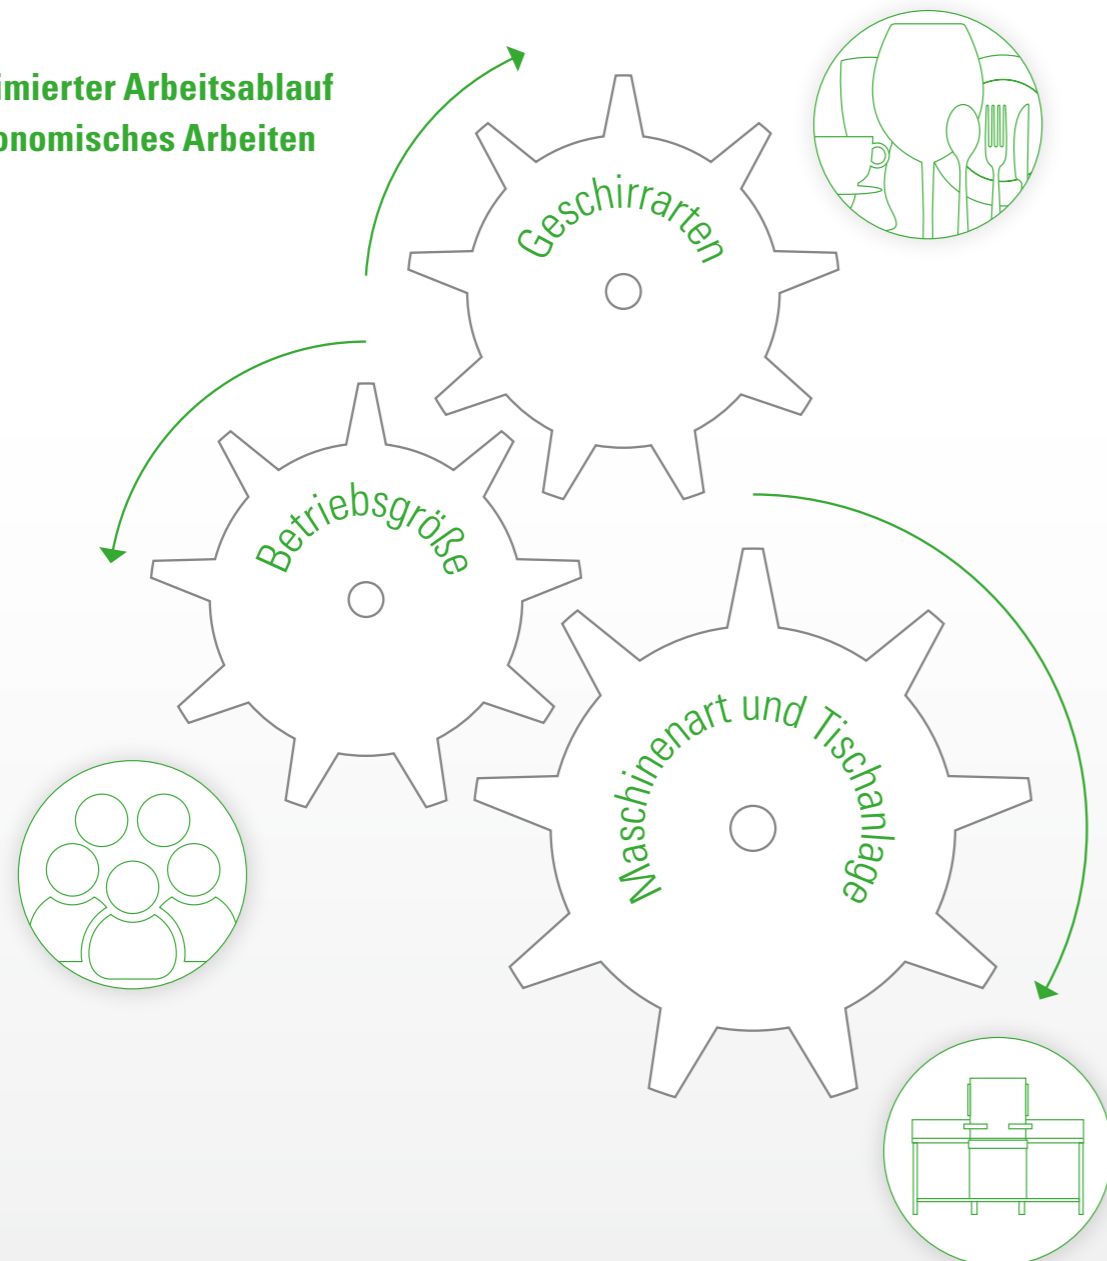 imierter Arbeitsablauf
onomisches Arbeiten
Geschirrarten
Betriebsgröße
Maschinenart und Tischanlage